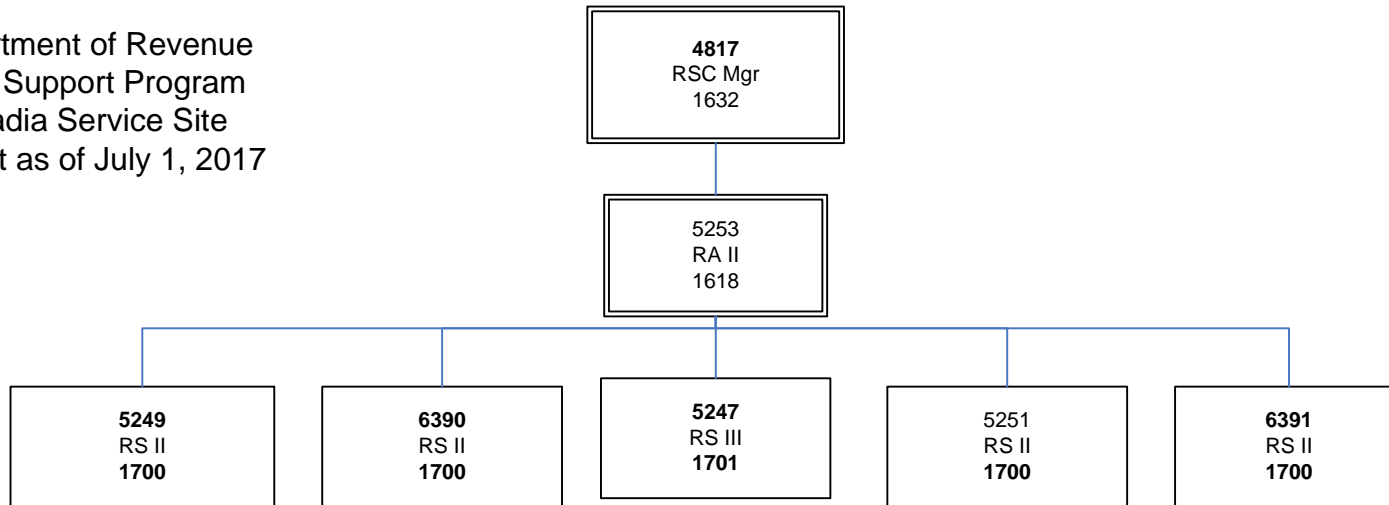 of Revenue
Support Program
Service Site
as of July 1, 2017
4817
RSC Mgr
1632
5253
RA II
1618
5249
RS II
1700
6390
RS II
1700
5247
RS III
1701
5251
RS II
1700
6391
RS II
1700